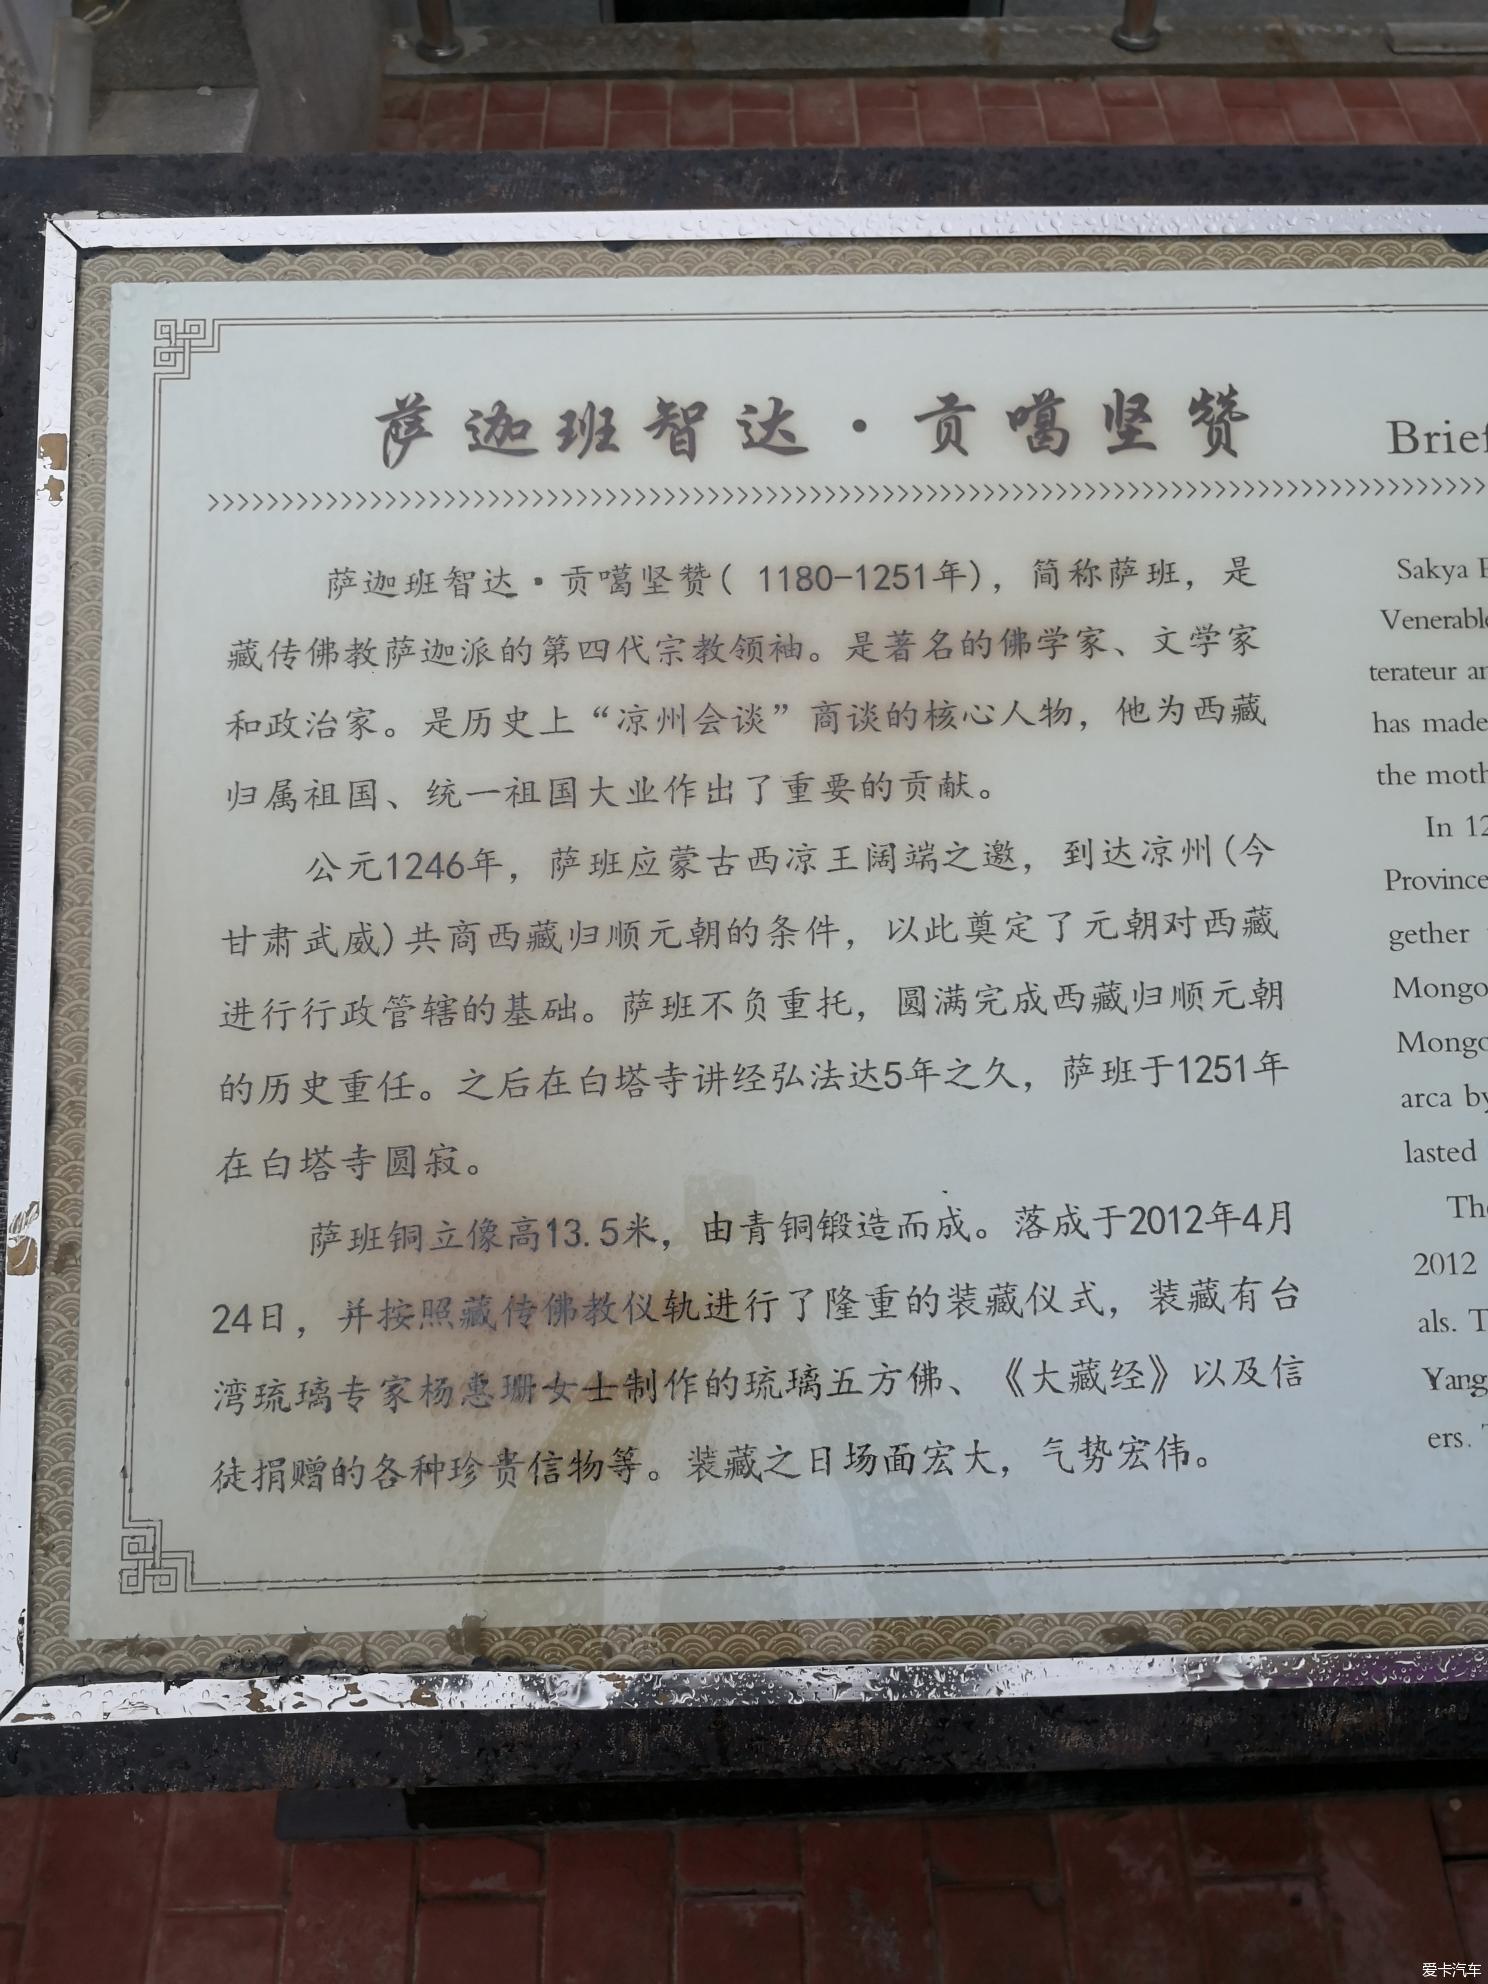 萨迦班智达·贡噶坚赞
萨迦班智达·贡噶坚赞( 1180-1251年)，简称萨班，是
藏传佛教萨迦派的第四代宗教领袖。是著名的佛学家、文学家
和政治家。是历史上“凉州会谈”商谈的核心人物，他为西藏
归属祖国、统一祖国大业作出了重要的贡献。
公元1246年，萨班应蒙古西凉王阔端之邀，到达凉州(今
甘肃武威)共商西藏归顺元朝的条件，以此奠定了元朝对西藏
进行行政管辖的基础。萨班不负重托，圆满完成西藏归顺元朝
的历史重任。之后在白塔寺讲经弘法达5年之久，萨班于1251年
在白塔寺圆寂。
萨班铜立像高13.5米，由青铜锻造而成。落成于2012年4月
24日，并按照藏传佛教仪轨进行了隆重的装藏仪式，装藏有台
湾琉璃专家杨惠珊女士制作的琉璃五方佛、《大藏经》以及信
徒捐赠的各种珍贵信物等。装藏之日场面宏大，气势宏伟。
Brief
Sakya
Venerable
terateur
has made
the
In 12
Province
gether
Mongo
Mongo
arca by
lasted
The
2012
als. T
Yang
ers.
爱卡汽车